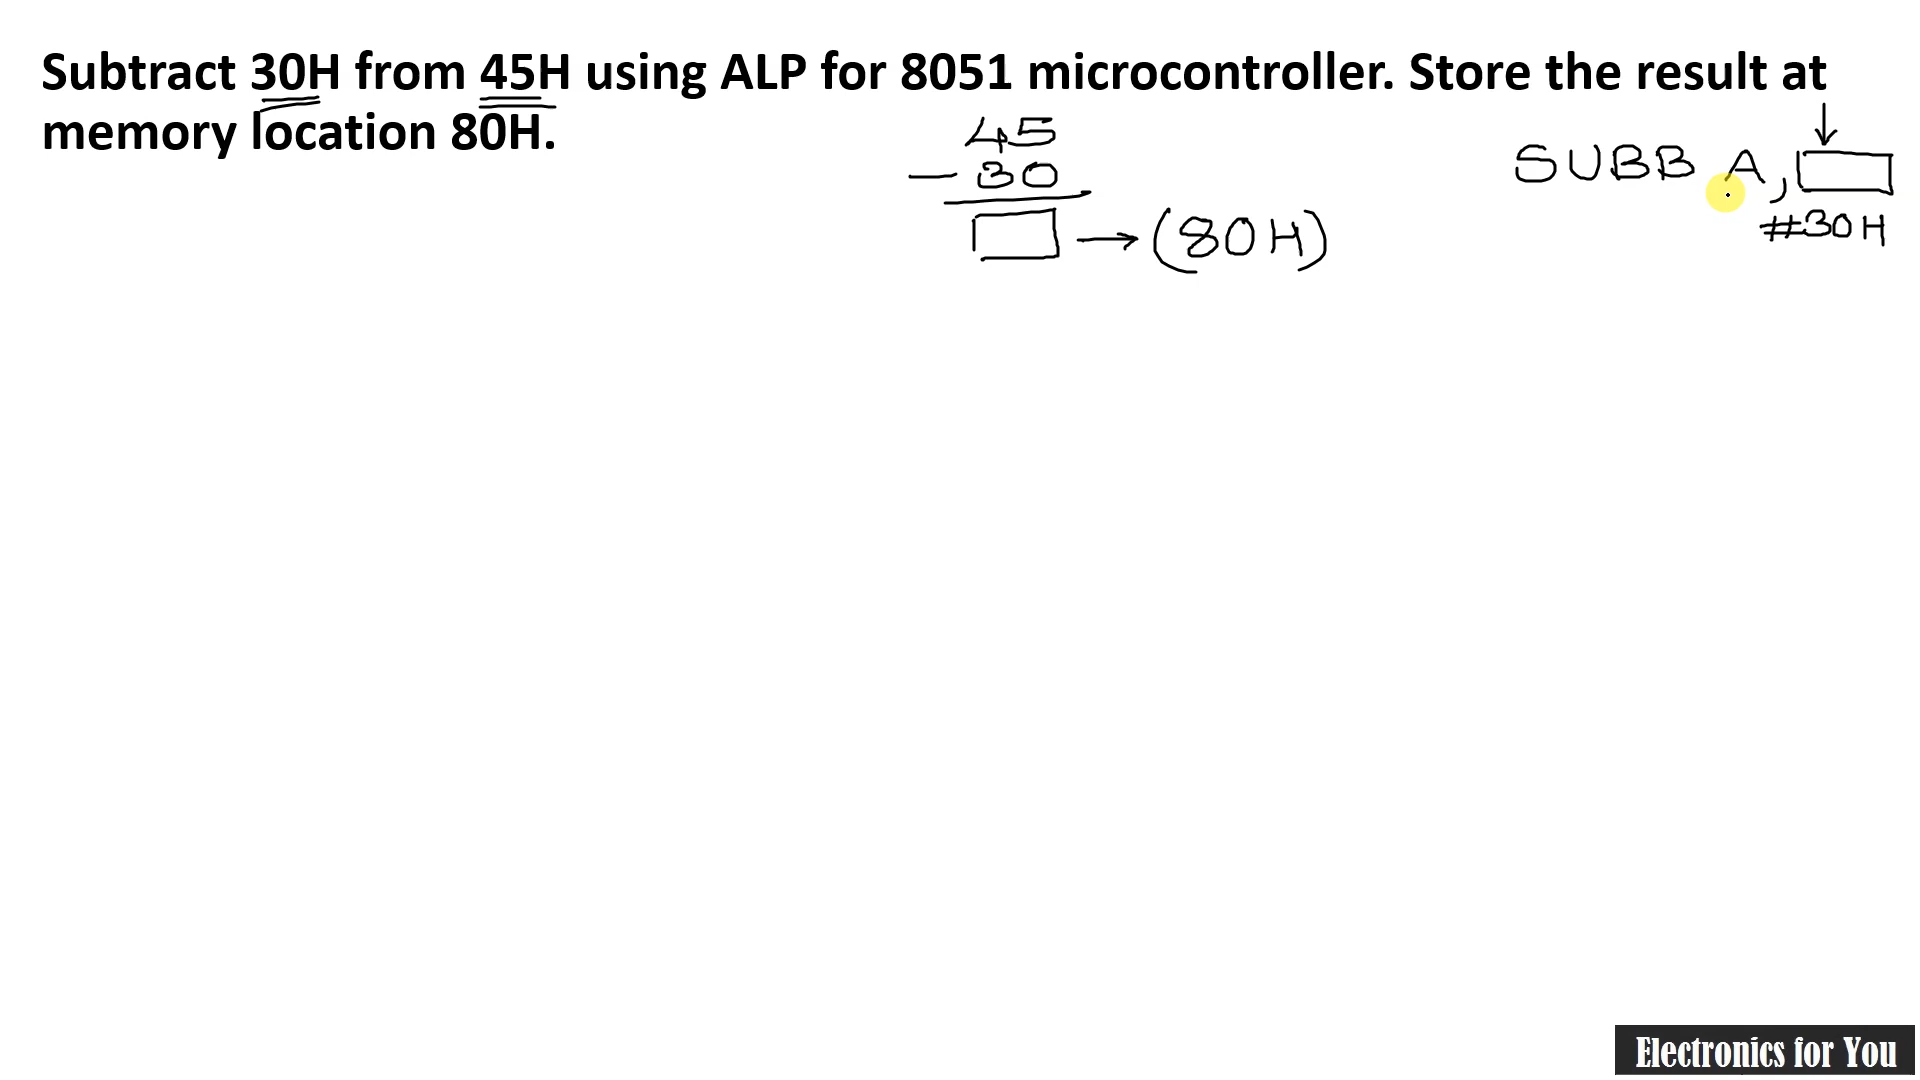 Subtract 30H from 45H using ALP for 8051 microcontroller. Store the result at
memory location 80H.
45
- 30
→ (80H)
SUBB A,
#30H
Electronics for You